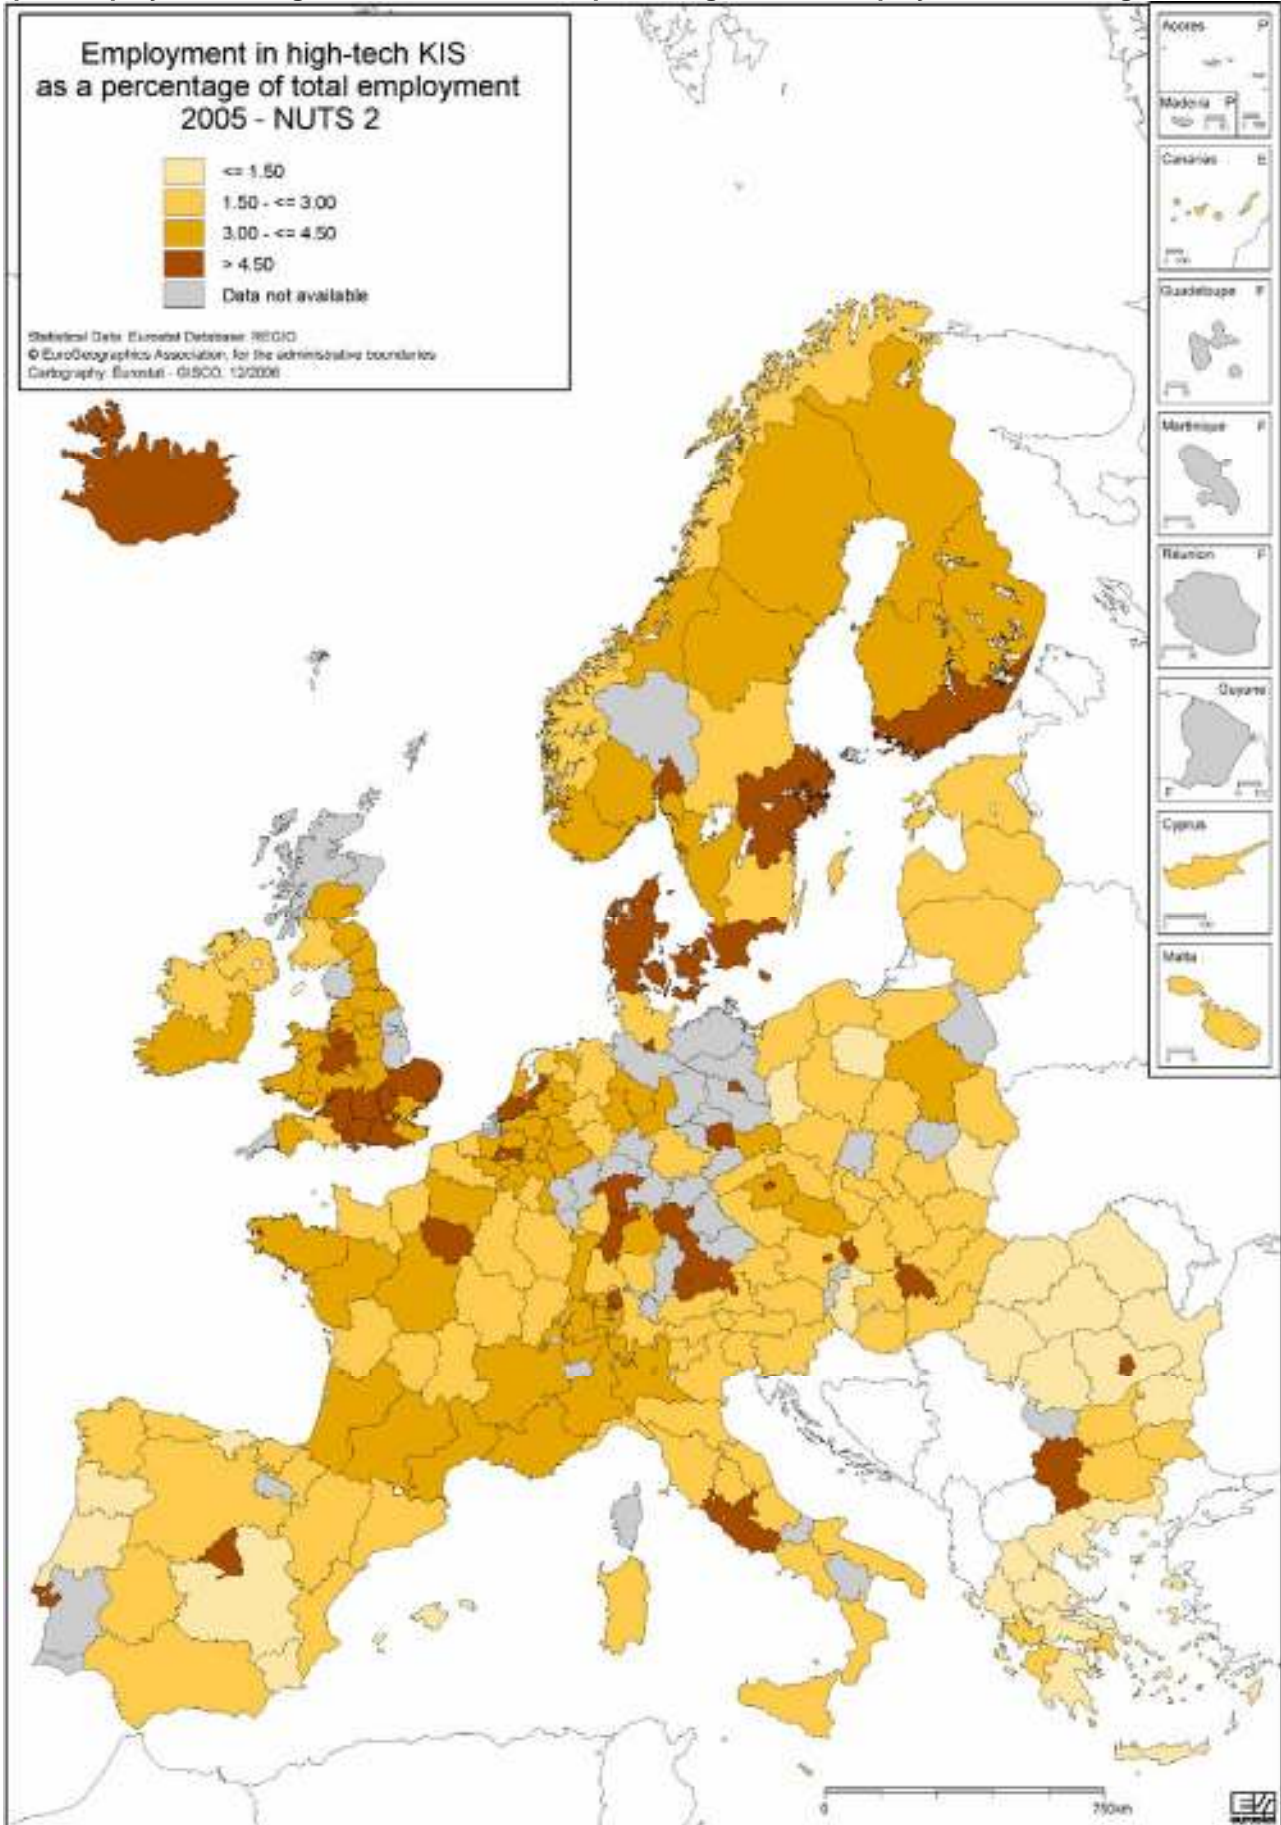 Employment in high-tech KIS
as a percentage of total employment
2005 - NUTS 2
<= 1.50
1.50 - <= 3.00
3.00 - <= 4.50
> 4.50
Data not available
Statistical Data: Eurostat Database: REGIO
© EuroGeographics Association, for the administrative boundaries
Cartography: Eurostat - GISCO, 12/2006
Acores P
Madeira P
Canarias E
Guadeloupe F
Martinique F
Réunion F
Guyane
F
Cyprus
Malta
0 750km